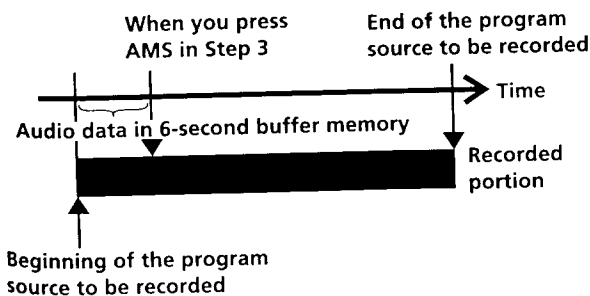 When you press
AMS in Step 3
End of the program
source to be recorded
Time
Audio data in 6-second buffer memory
Recorded
portion
Beginning of the program
source to be recorded